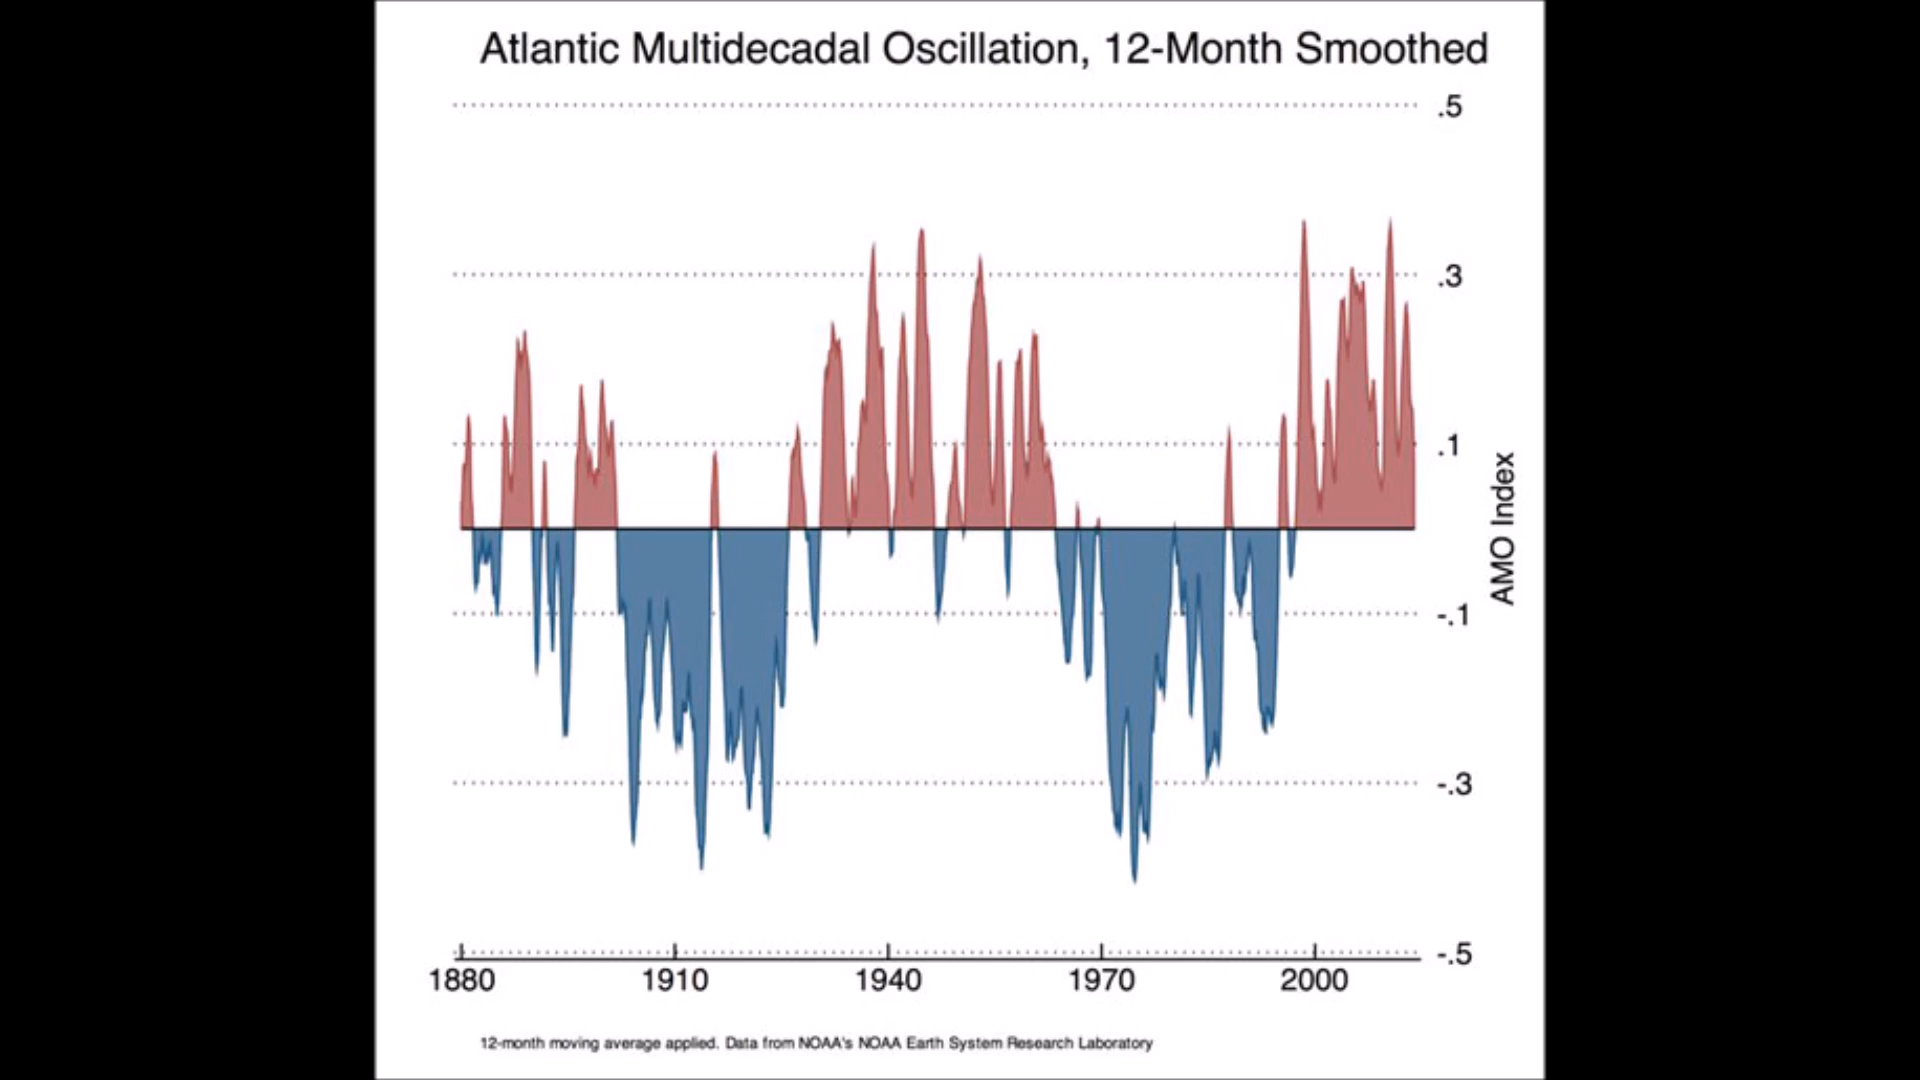 Atlantic Multidecadal Oscillation, 12-Month Smoothed
.5
.3
.1
-.1
-.3
-.5
AMO Index
1880 1910 1940 1970 2000
12-month moving average applied. Data from NOAA's NOAA Earth System Research Laboratory